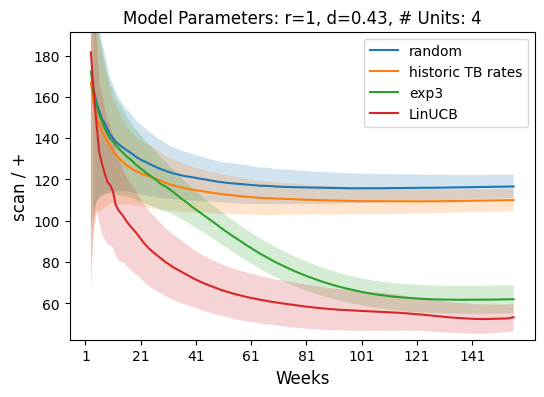 Model Parameters: r=1, d=0.43, # Units: 4
random
historic TB rates
exp3
LinUCB
scan / +
180
160
140
120
100
80
60
1 21 41 61 81 101 121 141
Weeks